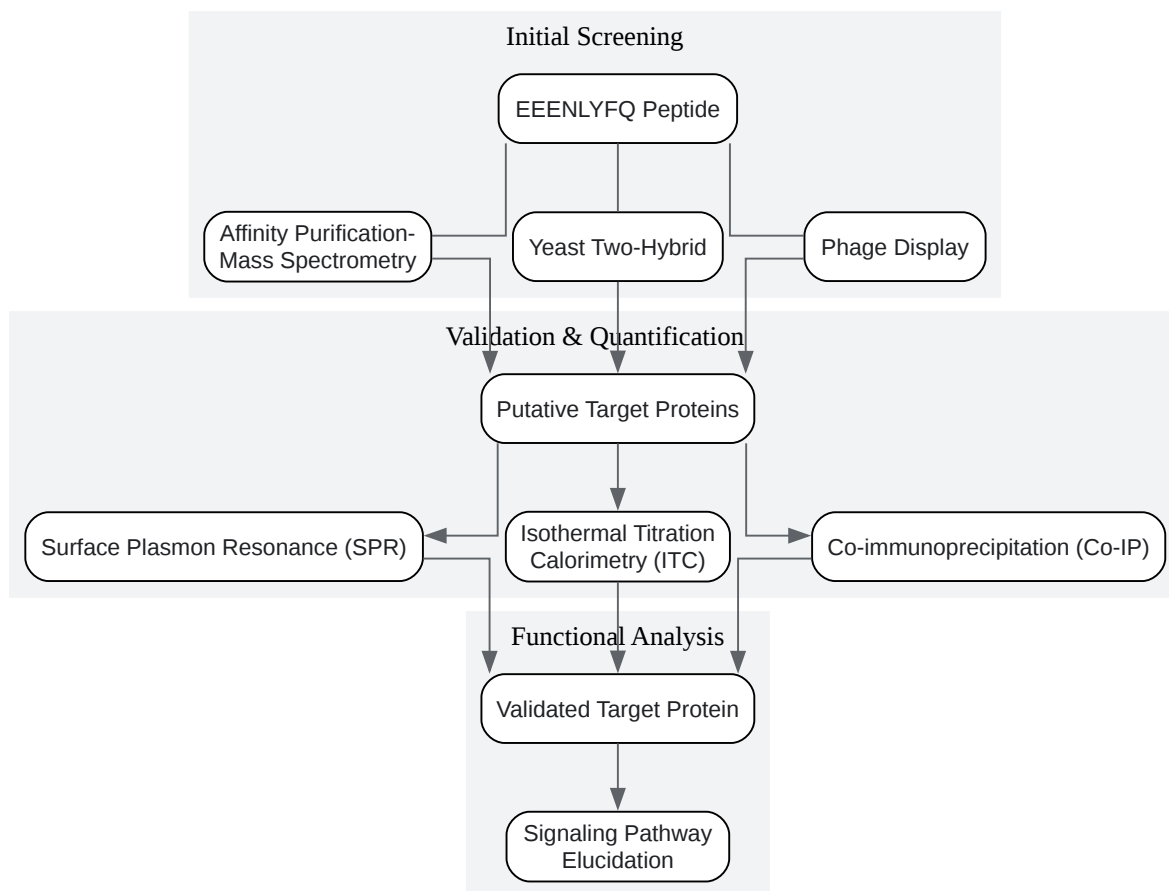 Initial Screening
EEENLYFQ Peptide
Affinity Purification-
Mass Spectrometry
Yeast Two-Hybrid
Phage Display
Validation & Quantification
Putative Target Proteins
Surface Plasmon Resonance (SPR)
Isothermal Titration
Calorimetry (ITC)
Co-immunoprecipitation (Co-IP)
Functional Analysis
Validated Target Protein
Signaling Pathway
Elucidation